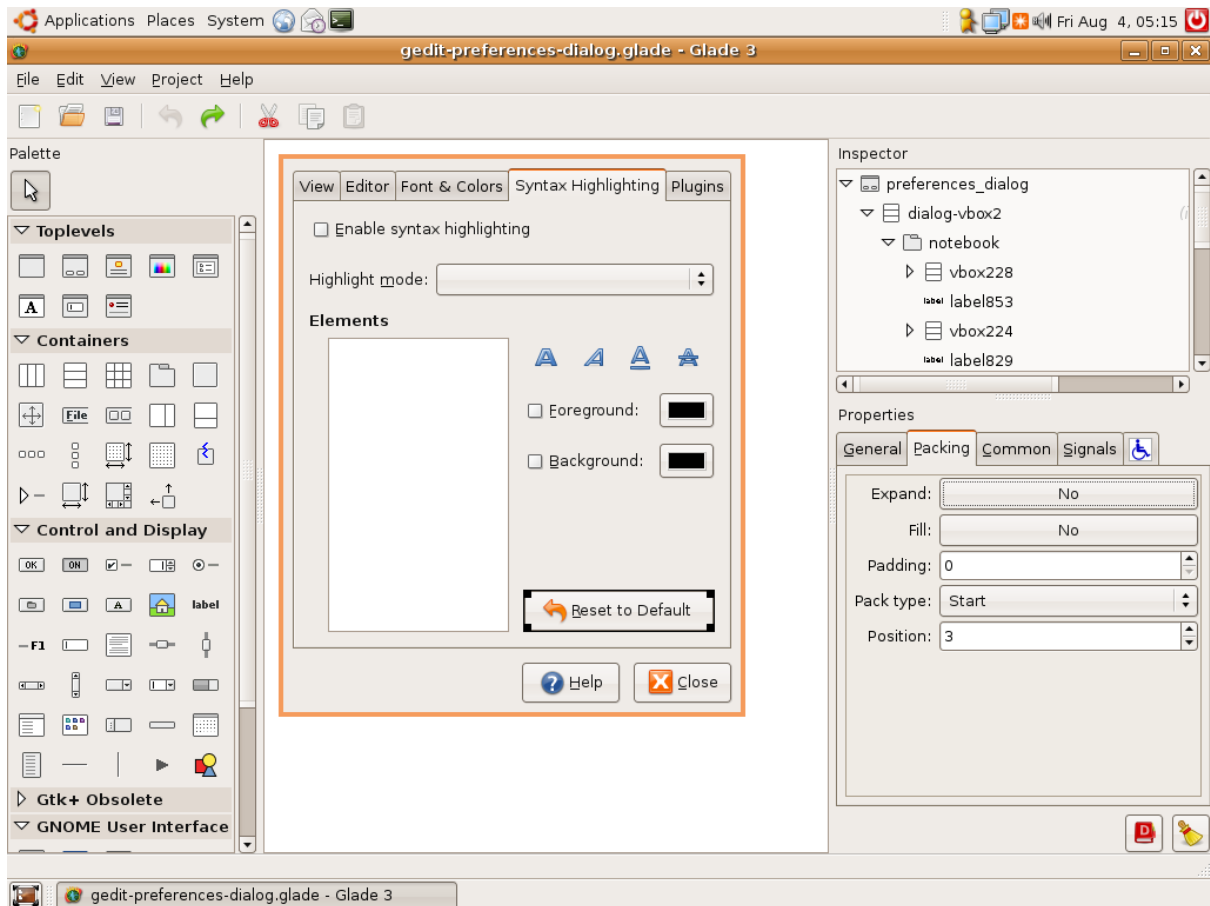 Applications Places System Fri Aug 4, 05:15
gedit-preferences-dialog.glade - Glade 3
File Edit View Project Help
Palette
Toplevels
A
Containers
File
Control and Display
OK ON
A label
F1
Gtk+ Obsolete
GNOME User Interface
View Editor Font & Colors Syntax Highlighting Plugins
Enable syntax highlighting
Highlight mode:
Elements
A A A A
Foreground:
Background:
Reset to Default
Help Close
Inspector
preferences_dialog
dialog-vbox2
notebook
vbox228
label label853
vbox224
label label829
Properties
General Packing Common Signals
Expand: No
Fill: No
Padding: 0
Pack type: Start
Position: 3
D
gedit-preferences-dialog.glade - Glade 3